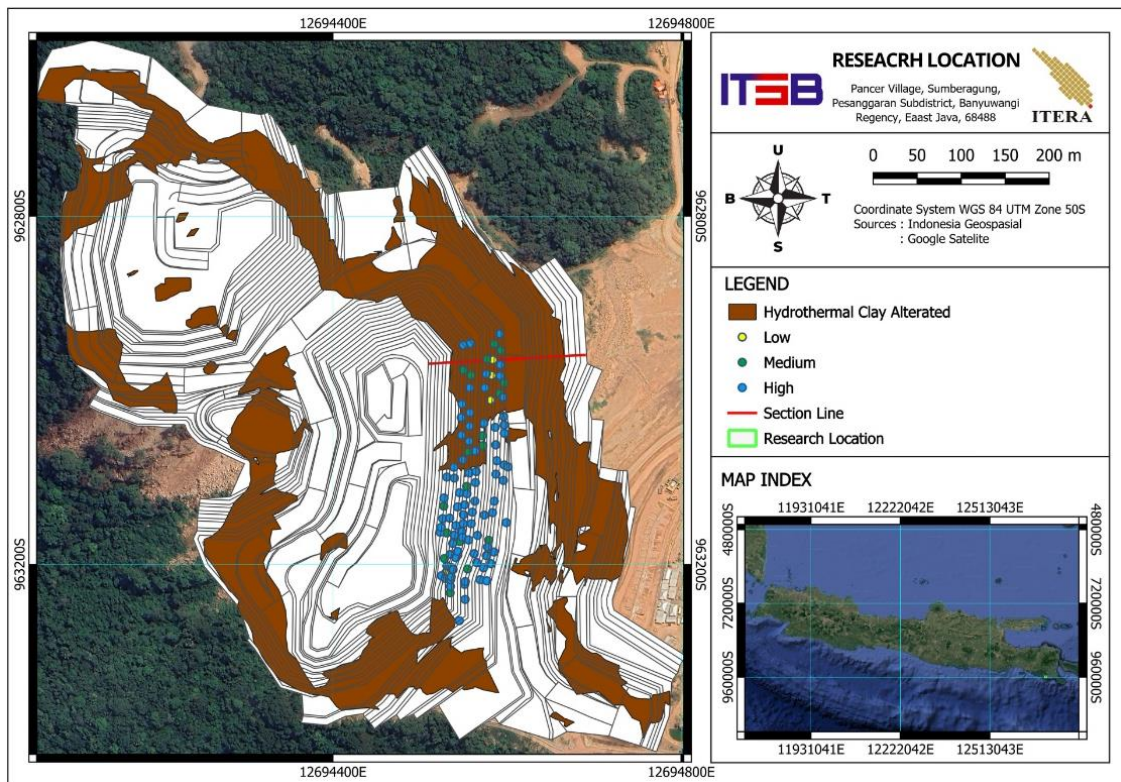 12694400E
12694800E
962800S
963200S
962800S
963200S
12694400E
12694800E
ITSB
RESEACRH LOCATION
Pancer Village, Sumberagung,
Pesanggaran Subdistrict, Banyuwangi
Regency, Eaast Java, 68488
ITERA
U
B
T
S
0 50 100 150 200 m
Coordinate System WGS 84 UTM Zone 50S
Sources : Indonesia Geospasial
: Google Satelite
LEGEND
Hydrothermal Clay Alterated
Low
Medium
High
Section Line
Research Location
MAP INDEX
11931041E 12222042E 12513043E
480000S
720000S
960000S
480000S
720000S
960000S
11931041E 12222042E 12513043E